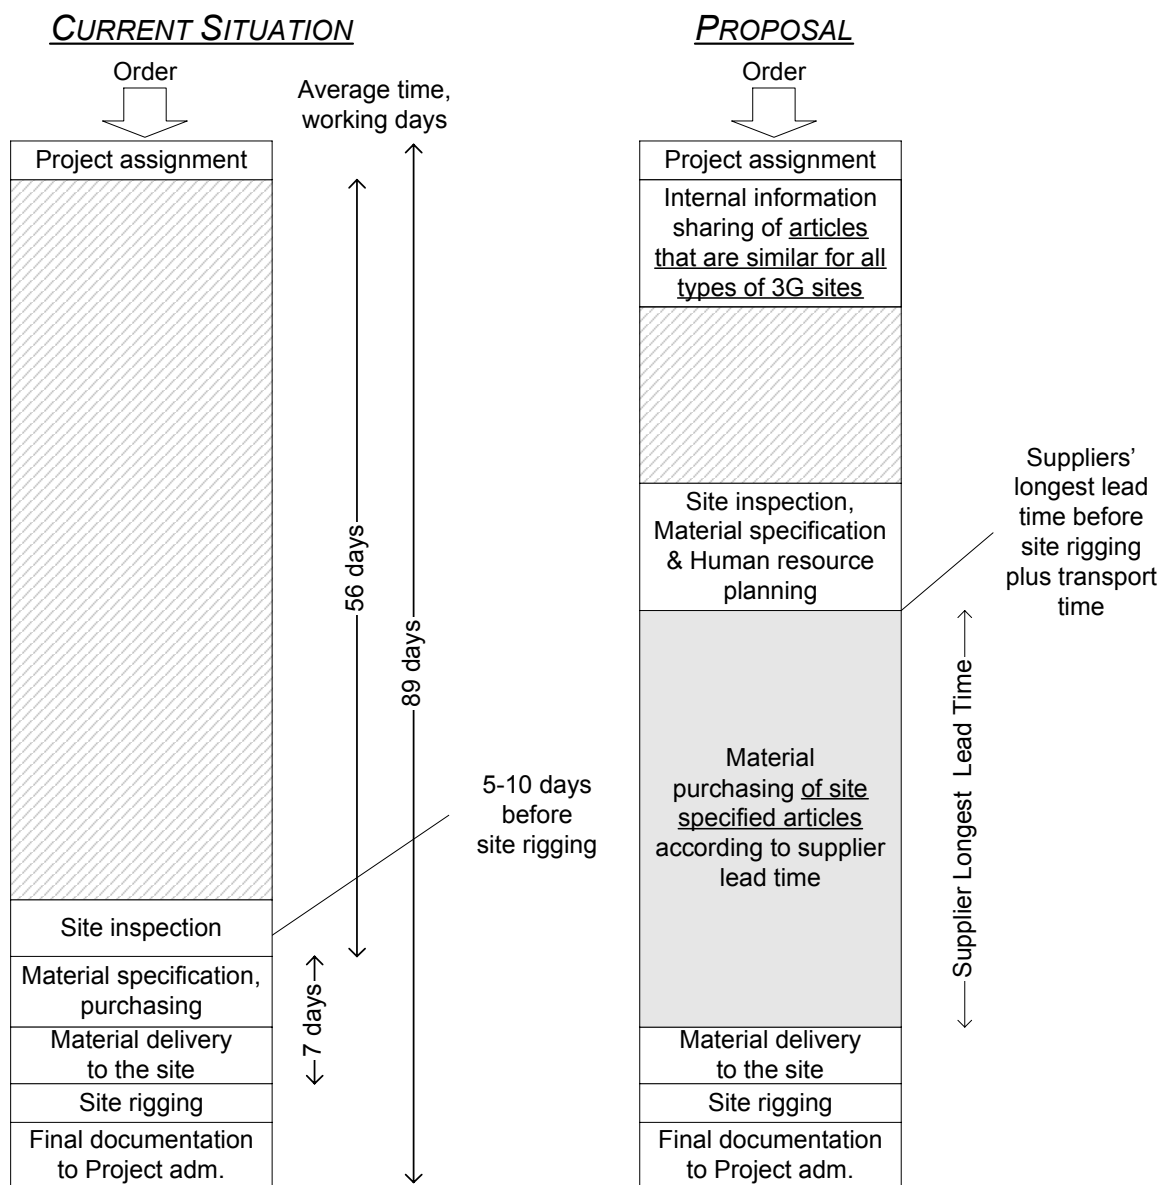 CURRENT SITUATION
Order
Average time,
working days
Project assignment
56 days
89 days
5-10 days
before
site rigging
Site inspection
Material specification,
purchasing
7 days
Material delivery
to the site
Site rigging
Final documentation
to Project adm.
PROPOSAL
Order
Project assignment
Internal information
sharing of articles
that are similar for all
types of 3G sites
Site inspection,
Material specification
& Human resource
planning
Suppliers'
longest lead
time before
site rigging
plus transport
time
Material
purchasing of site
specified articles
according to supplier
lead time
Supplier Longest Lead Time
Material delivery
to the site
Site rigging
Final documentation
to Project adm.